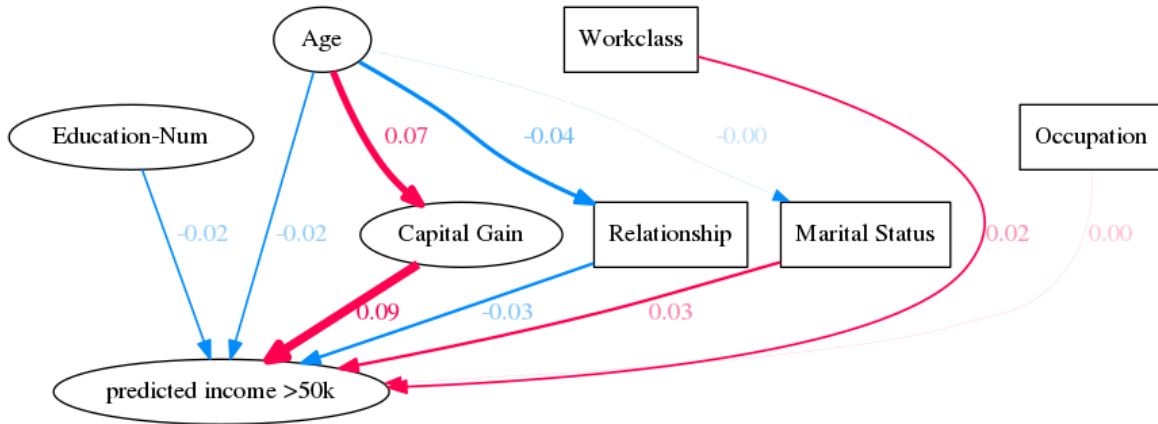 Age
Workclass
Education-Num
0.07
-0.04
-0.00
Occupation
-0.02
-0.02
Capital Gain
Relationship
Marital Status
0.02
0.00
0.09
-0.03
0.03
predicted income >50k